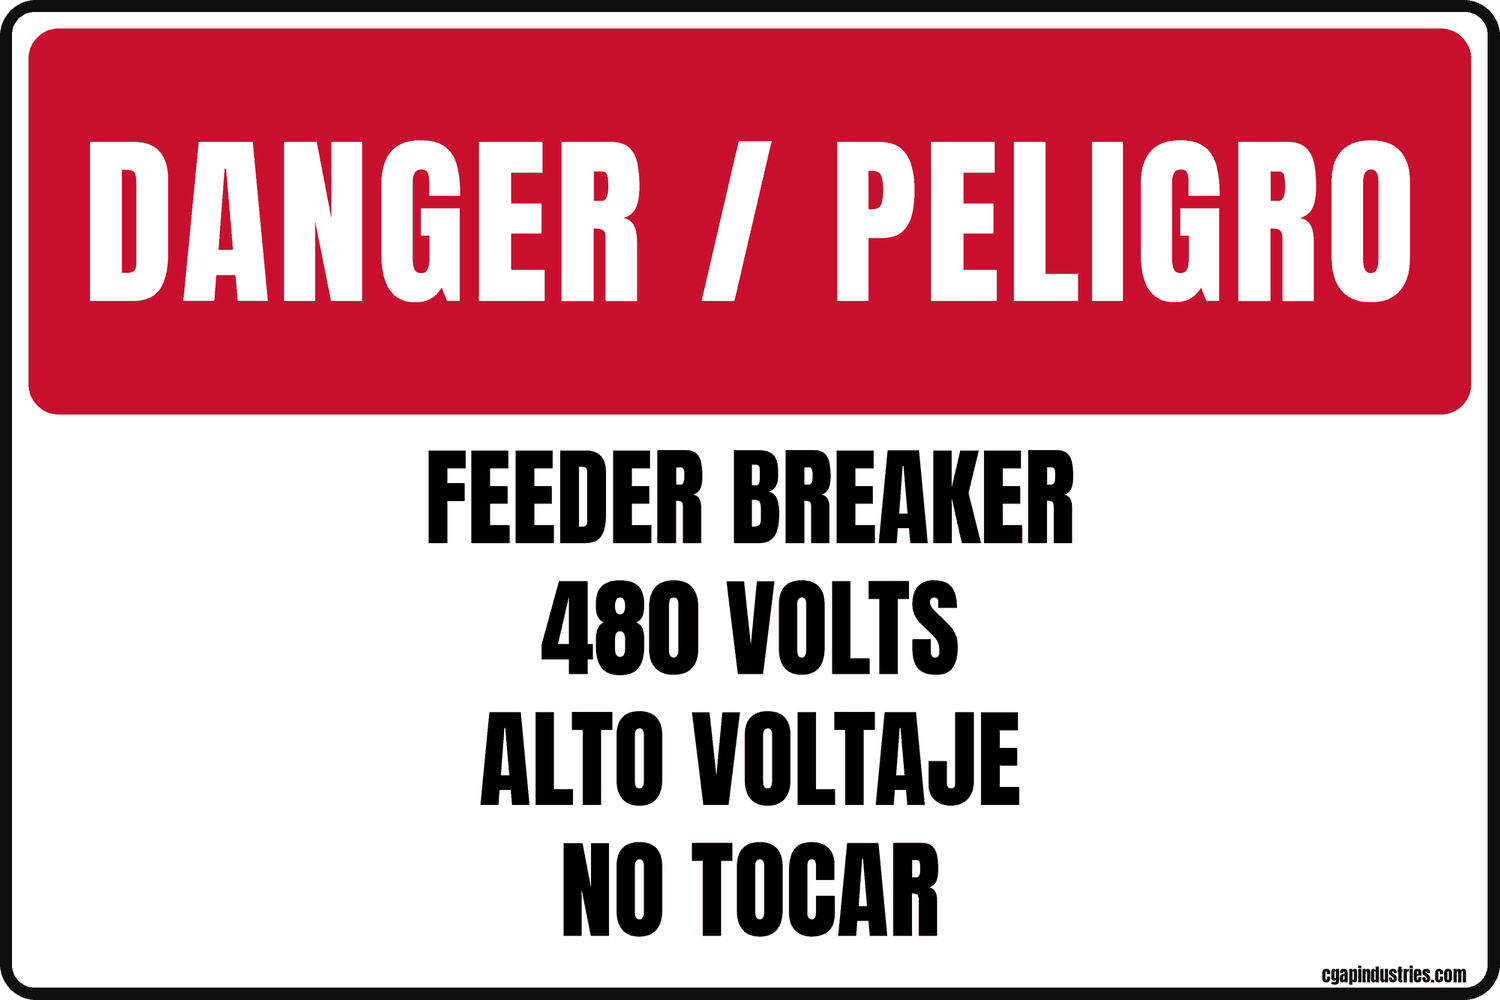 DANGER / PELIGRO
FEEDER BREAKER
480 VOLTS
ALTO VOLTAJE
NO TOCAR
cgapindustries.com